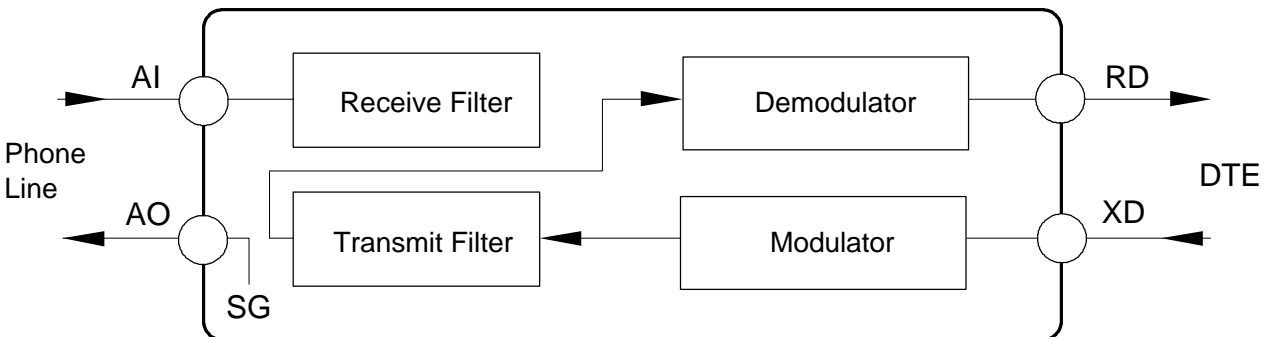 AI
Receive Filter
Demodulator
RD
Phone
Line
DTE
AO
Transmit Filter
Modulator
XD
SG